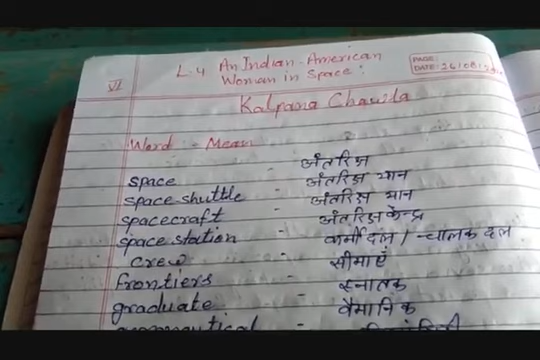 VI
L-4 An Indian-American
Woman in Space:
PAGE:
DATE: 24/08/
Kalpana Chawla
Word - Mean
space - अंतरिक्ष
space shuttle - अंतरिक्ष यान
spacecraft - अंतरिक्ष यान
space station - अंतरिक्ष केन्द्र
crew - कर्मीदल / चालक दल
frontiers - सीमाएं
graduate - स्नातक
वैमानिक